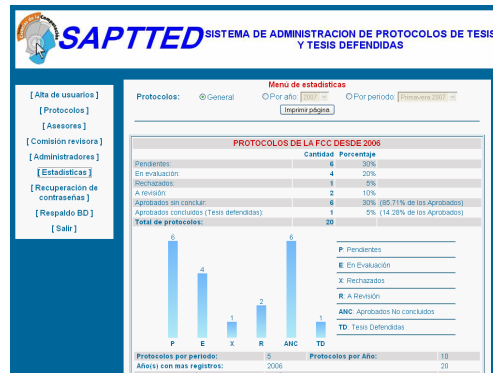 Ciencias de la Computación
SAPTTED
SISTEMA DE ADMINISTRACION DE PROTOCOLOS DE TESIS
Y TESIS DEFENDIDAS
[ Alta de usuarios ]
[ Protocolos ]
[ Asesores ]
[ Comisión revisora ]
[ Administradores ]
[ Estadísticas ]
[ Recuperación de
contraseñas ]
[ Respaldo BD ]
[ Salir ]
Menú de estadísticas
Protocolos: General Por año: 2007 Por periodo: Primavera 2007
Imprimir página
PROTOCOLOS DE LA FCC DESDE 2006
Cantidad Porcentaje
Pendientes: 6 30%
En evaluación: 4 20%
Rechazados: 1 5%
A revisión: 2 10%
Aprobados sin concluir: 6 30% (85.71% de los Aprobados)
Aprobados concluidos (Tesis defendidas): 1 5% (14.28% de los Aprobados)
Total de protocolos: 20
6 4 1 2 6 1
P E X R ANC TD
P: Pendientes
E: En Evaluación
X: Rechazados
R: A Revisión
ANC: Aprobados No concluidos
TD: Tesis Defendidas
Protocolos por periodo: 5 Protocolos por Año: 10
Año(s) con mas registros: 2006 20